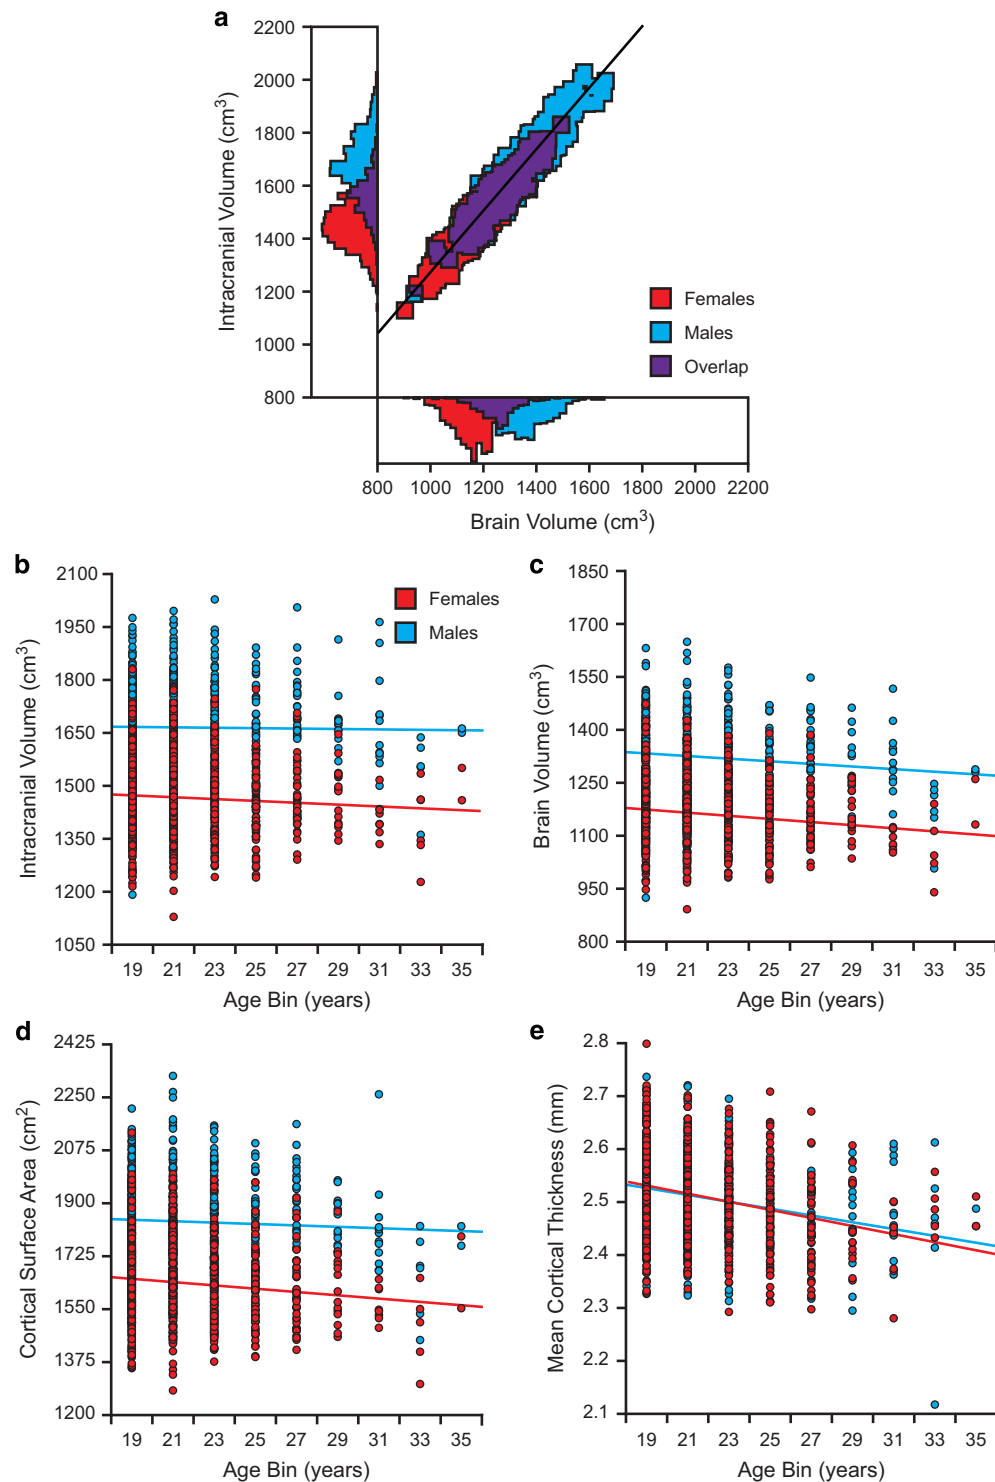 a
Intracranial Volume (cm³)
2200
2000
1800
1600
1400
1200
1000
800
Females
Males
Overlap
800 1000 1200 1400 1600 1800 2000 2200
Brain Volume (cm³)
b
Intracranial Volume (cm³)
2100
1950
1800
1650
1500
1350
1200
1050
Females
Males
19 21 23 25 27 29 31 33 35
Age Bin (years)
c
Brain Volume (cm³)
1850
1700
1550
1400
1250
1100
950
800
19 21 23 25 27 29 31 33 35
Age Bin (years)
d
Cortical Surface Area (cm²)
2425
2250
2075
1900
1725
1550
1375
1200
19 21 23 25 27 29 31 33 35
Age Bin (years)
e
Mean Cortical Thickness (mm)
2.8
2.7
2.6
2.5
2.4
2.3
2.2
2.1
19 21 23 25 27 29 31 33 35
Age Bin (years)